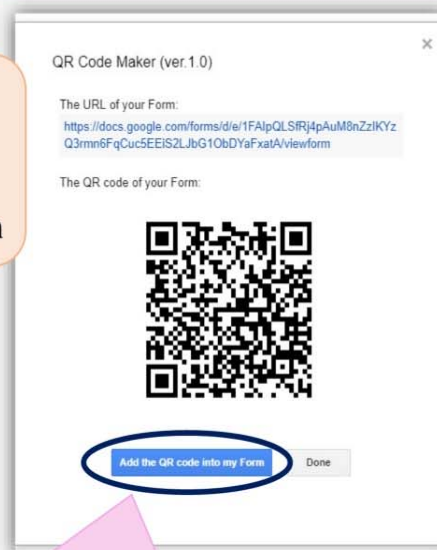 ×
QR Code Maker (ver.1.0)
The URL of your Form:
https://docs.google.com/forms/d/e/1FAIpQLSfRj4pAuM8nZzIKYz
Q3rmn6FqCuc5EEiS2LJbG1ObDYaFxatA/viewform
The QR code of your Form:
Add the QR code into my Form
Done